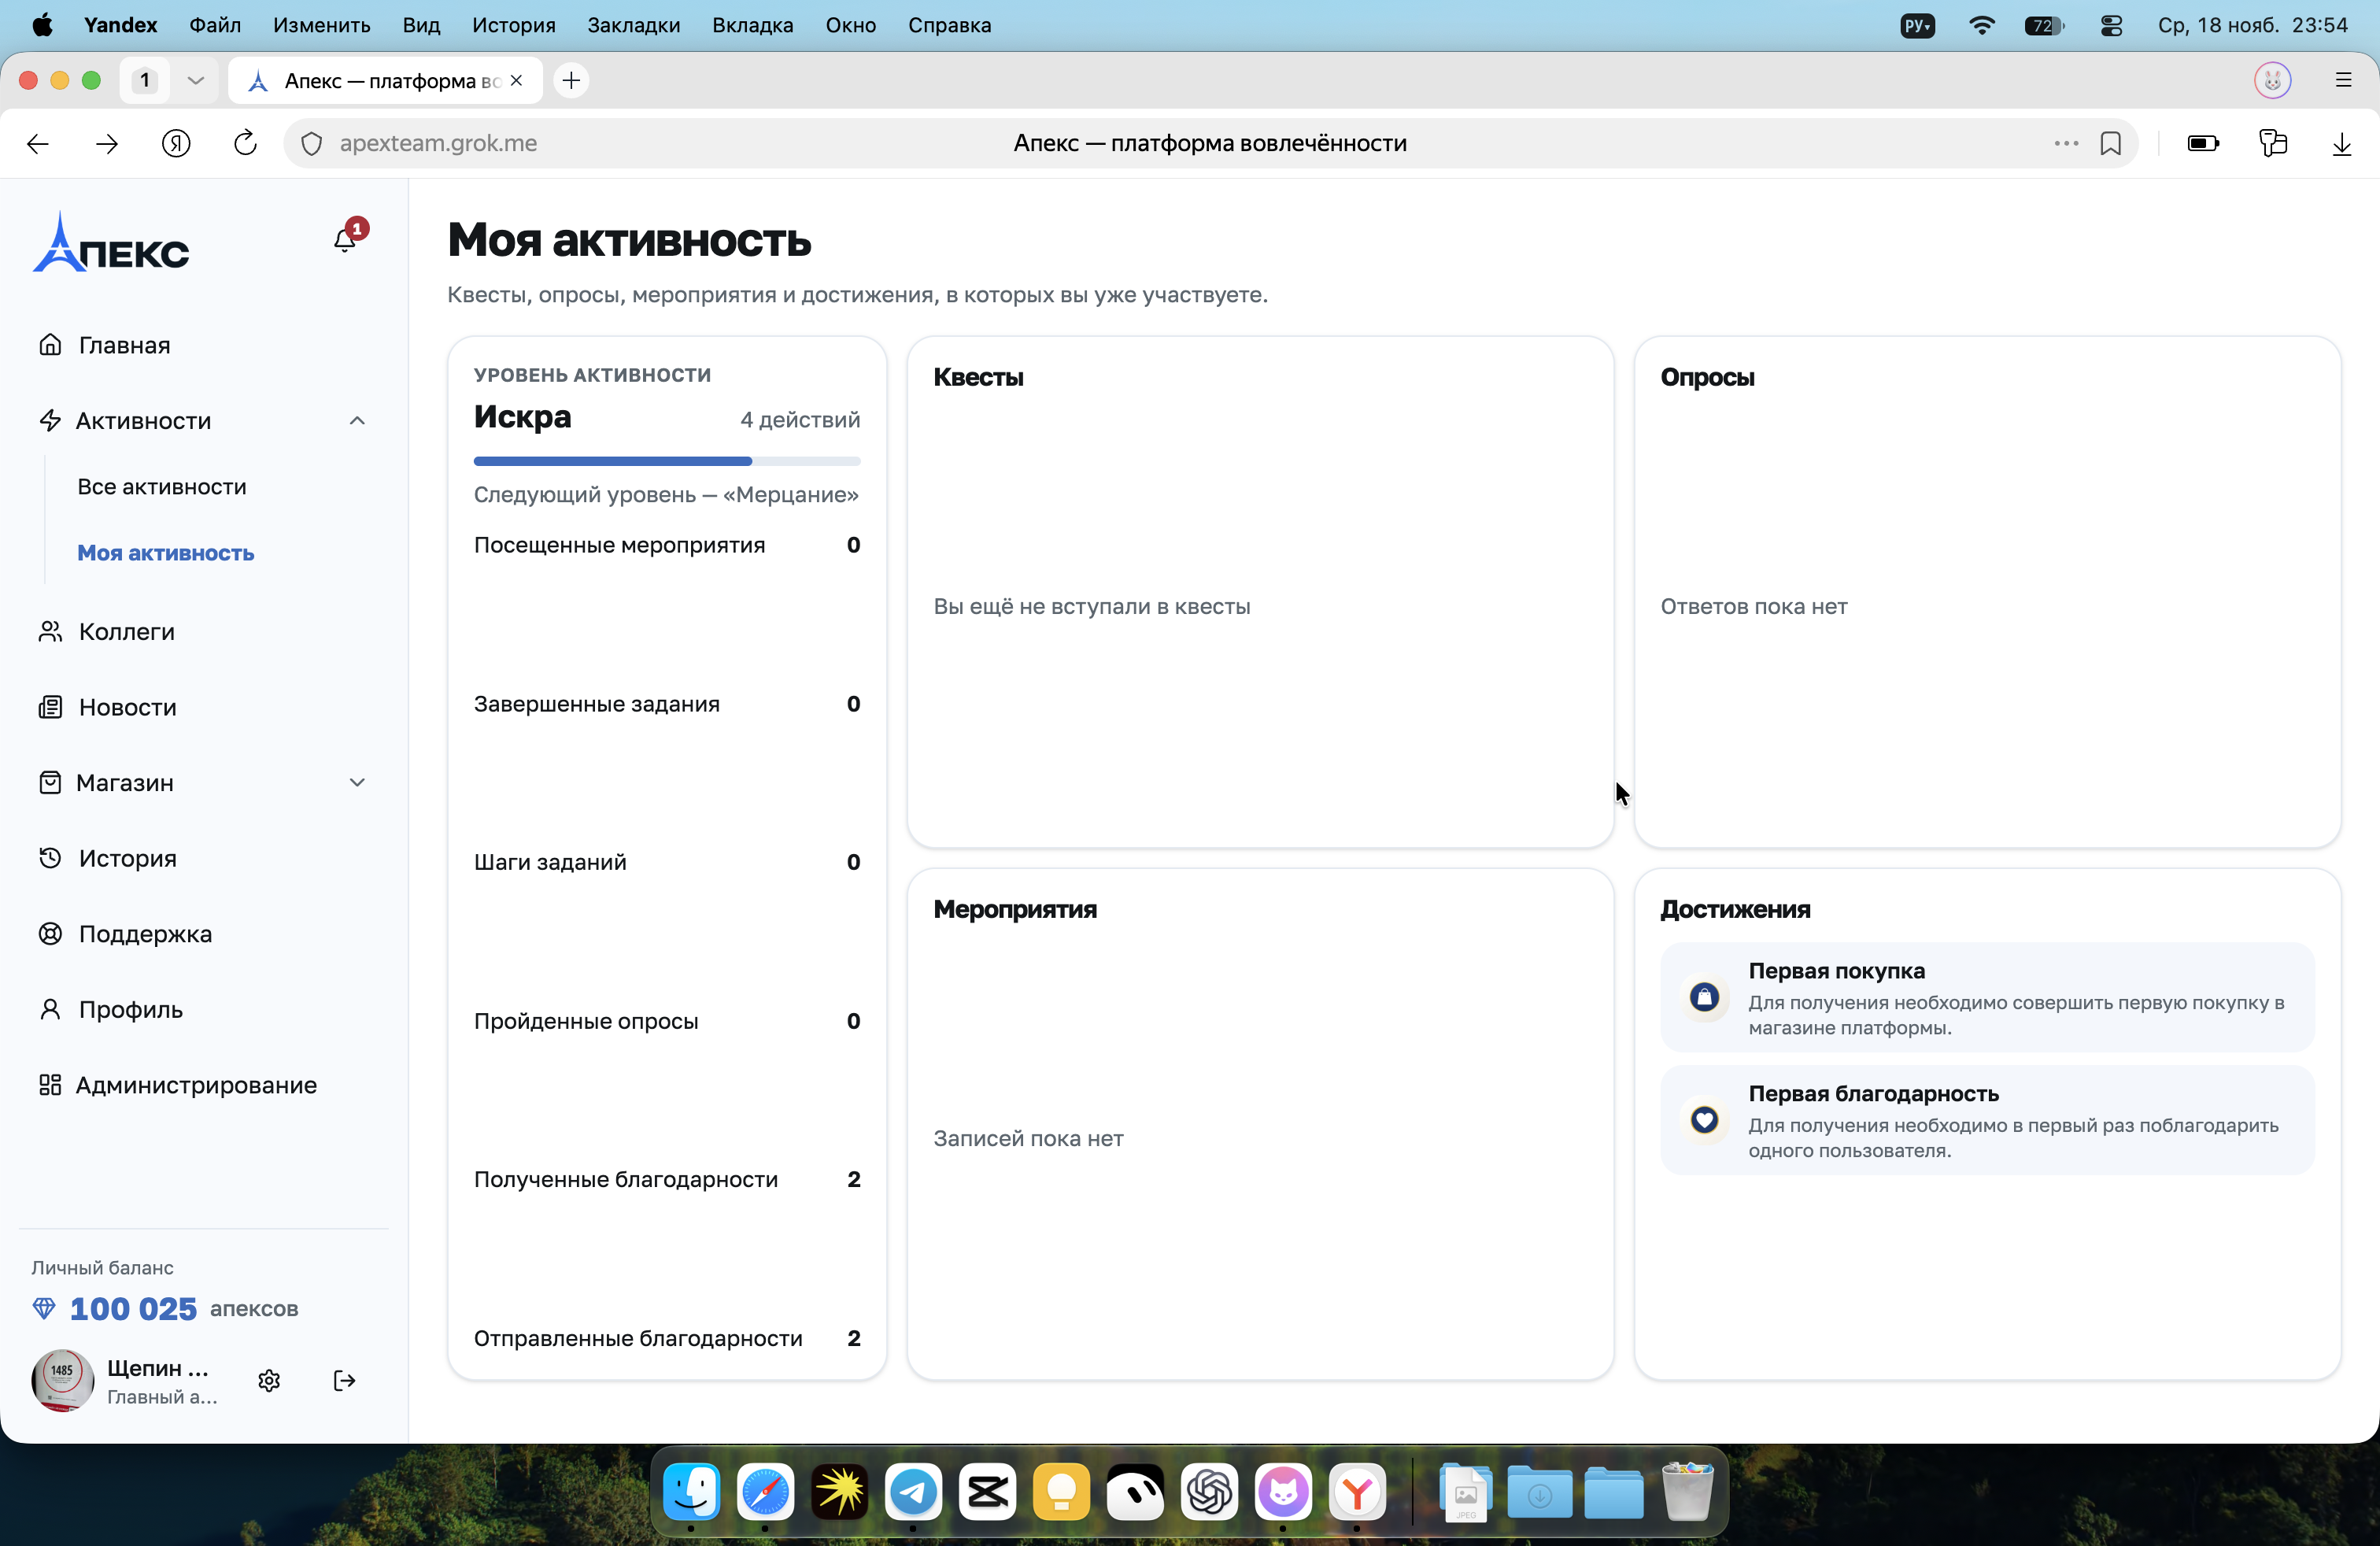 Yandex Файл Изменить Вид История Закладки Вкладка Окно Справка РУ 72 Ср, 18 нояб. 23:54
1 Апекс — платформа во
Я apexteam.grok.me Апекс — платформа вовлечённости
Апекс 1
Главная
Активности
Все активности
Моя активность
Коллеги
Новости
Магазин
История
Поддержка
Профиль
Администрирование
Личный баланс
100 025 апексов
1485
Щепин ...
Главный а...
Моя активность
Квесты, опросы, мероприятия и достижения, в которых вы уже участвуете.
УРОВЕНЬ АКТИВНОСТИ
Искра 4 действий
Следующий уровень — «Мерцание»
Посещенные мероприятия 0
Завершенные задания 0
Шаги заданий 0
Пройденные опросы 0
Полученные благодарности 2
Отправленные благодарности 2
Квесты
Вы ещё не вступали в квесты
Опросы
Ответов пока нет
Мероприятия
Записей пока нет
Достижения
Первая покупка
Для получения необходимо совершить первую покупку в
магазине платформы.
Первая благодарность
Для получения необходимо в первый раз поблагодарить
одного пользователя.
JPEG